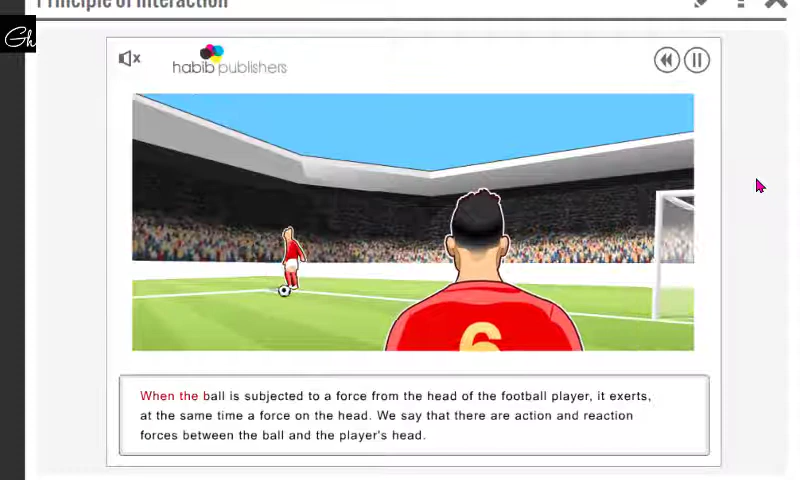 Principle of Interaction
Gh
habib publishers
6
When the ball is subjected to a force from the head of the football player, it exerts,
at the same time a force on the head. We say that there are action and reaction
forces between the ball and the player's head.